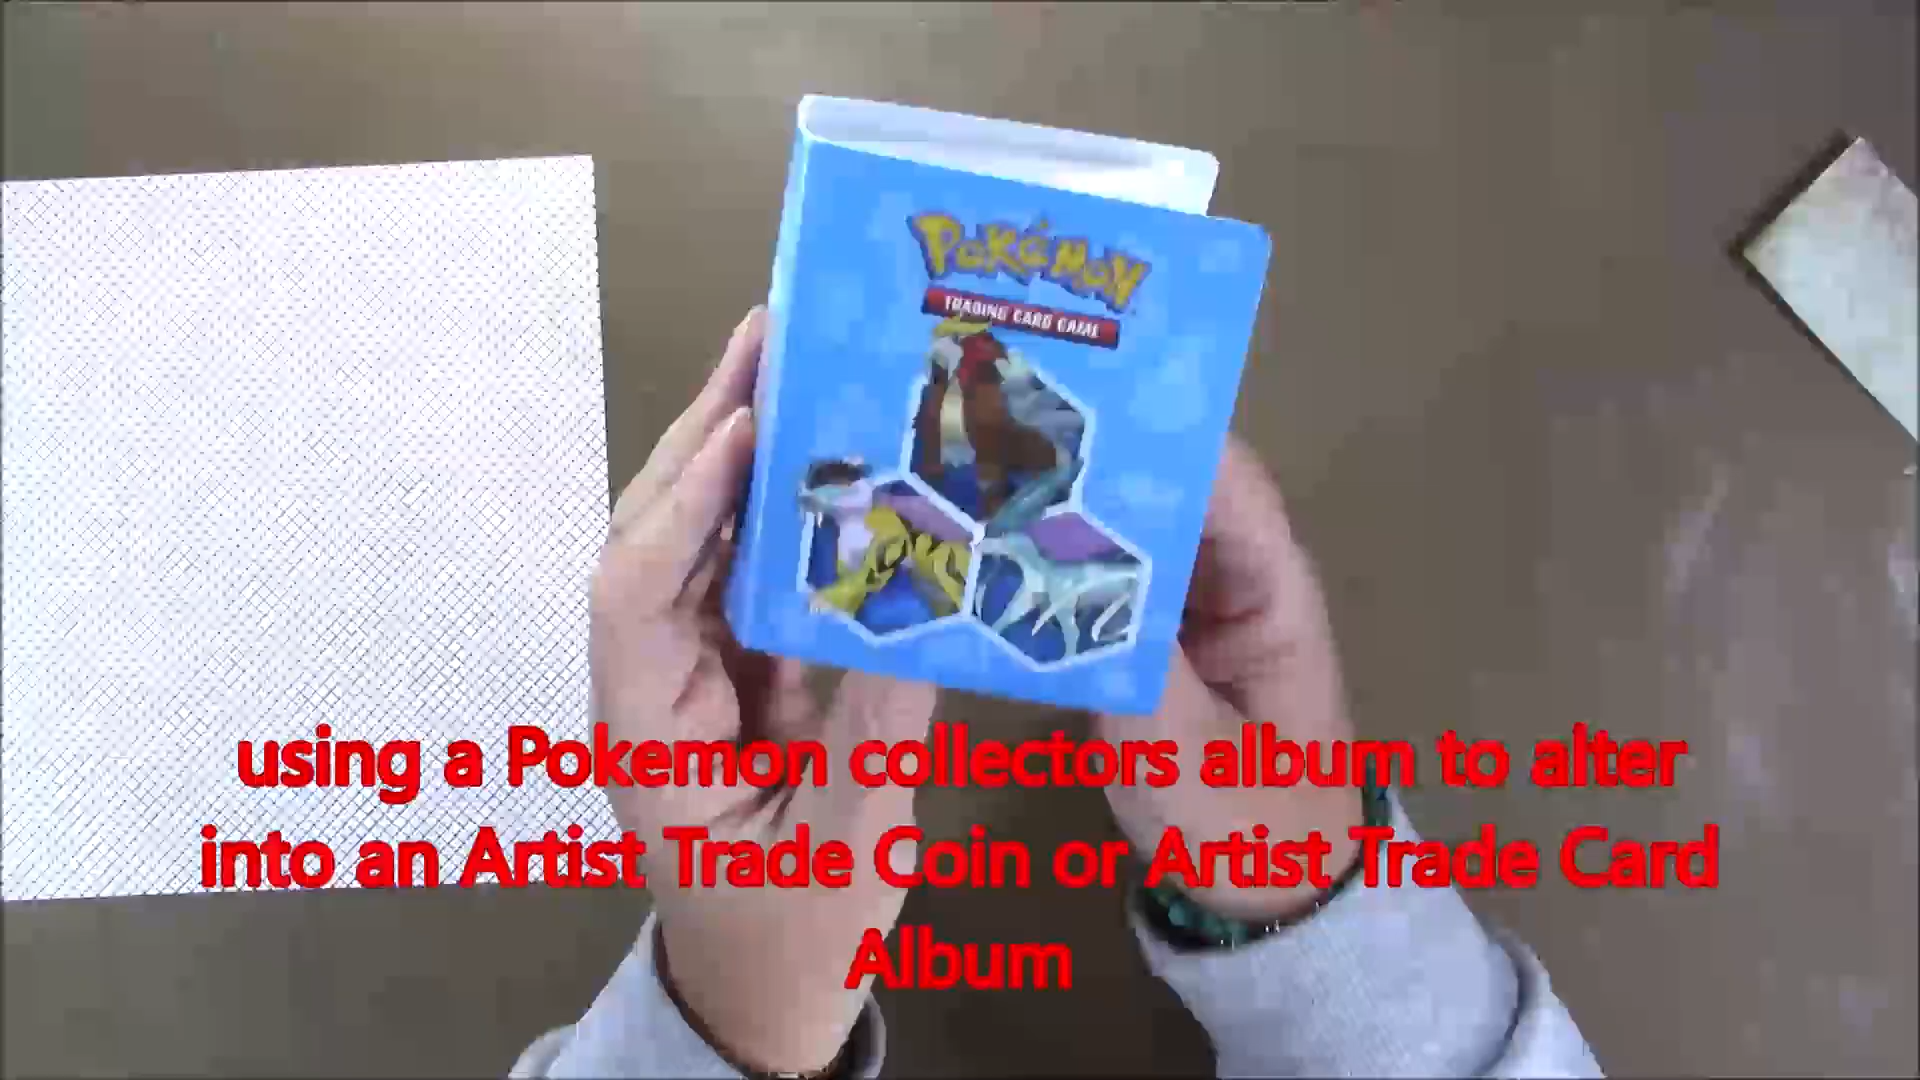 Pokémon
TRADING CARD GAME
using a Pokemon collectors album to alter
into an Artist Trade Coin or Artist Trade Card
Album